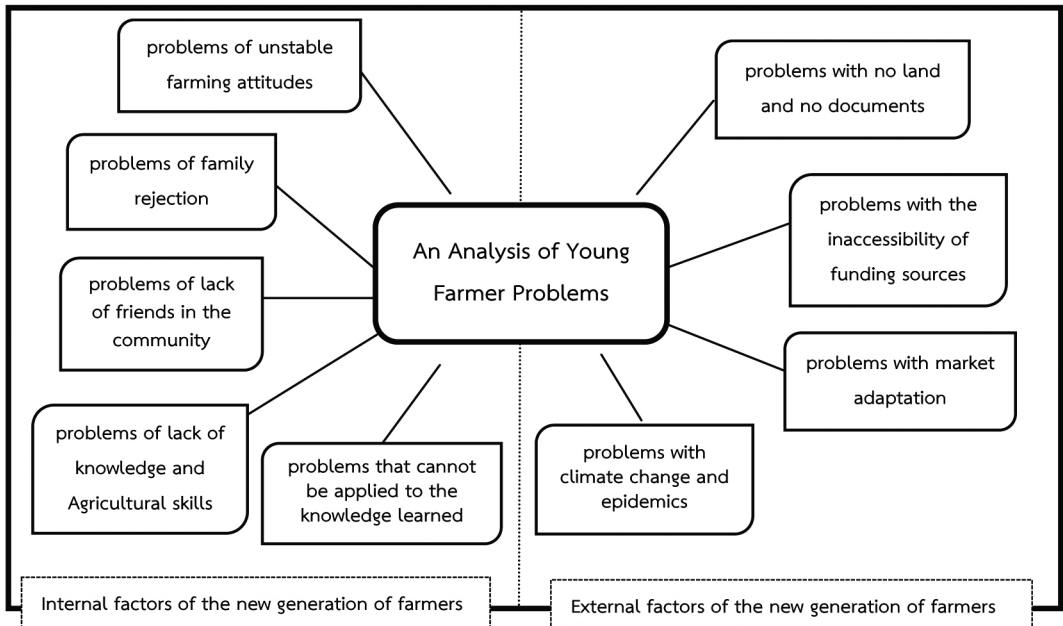 problems of unstable
farming attitudes
problems of family
rejection
problems of lack
of friends in the
community
problems of lack of
knowledge and
Agricultural skills
problems that cannot
be applied to the
knowledge learned
An Analysis of Young
Farmer Problems
problems with no land
and no documents
problems with the
inaccessibility of
funding sources
problems with market
adaptation
problems with
climate change and
epidemics
Internal factors of the new generation of farmers
External factors of the new generation of farmers